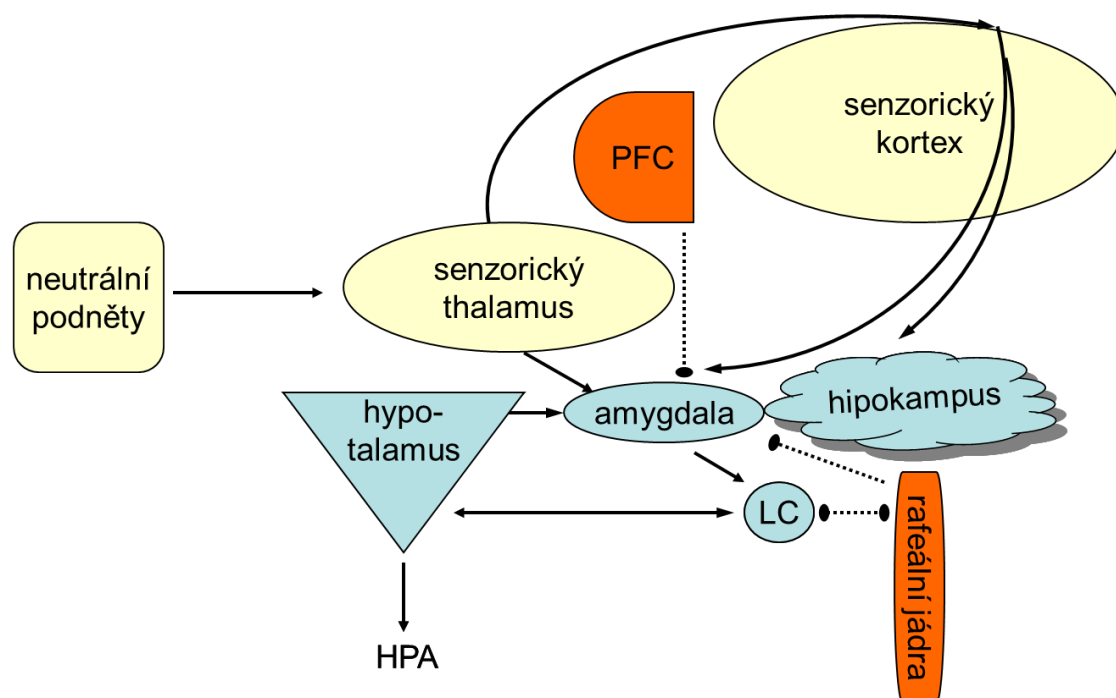 senzorický
kortex
PFC
neutrální
podněty
senzorický
thalamus
hypo-
talamus
amygdala
hipokampus
LC
rafeální jádra
HPA